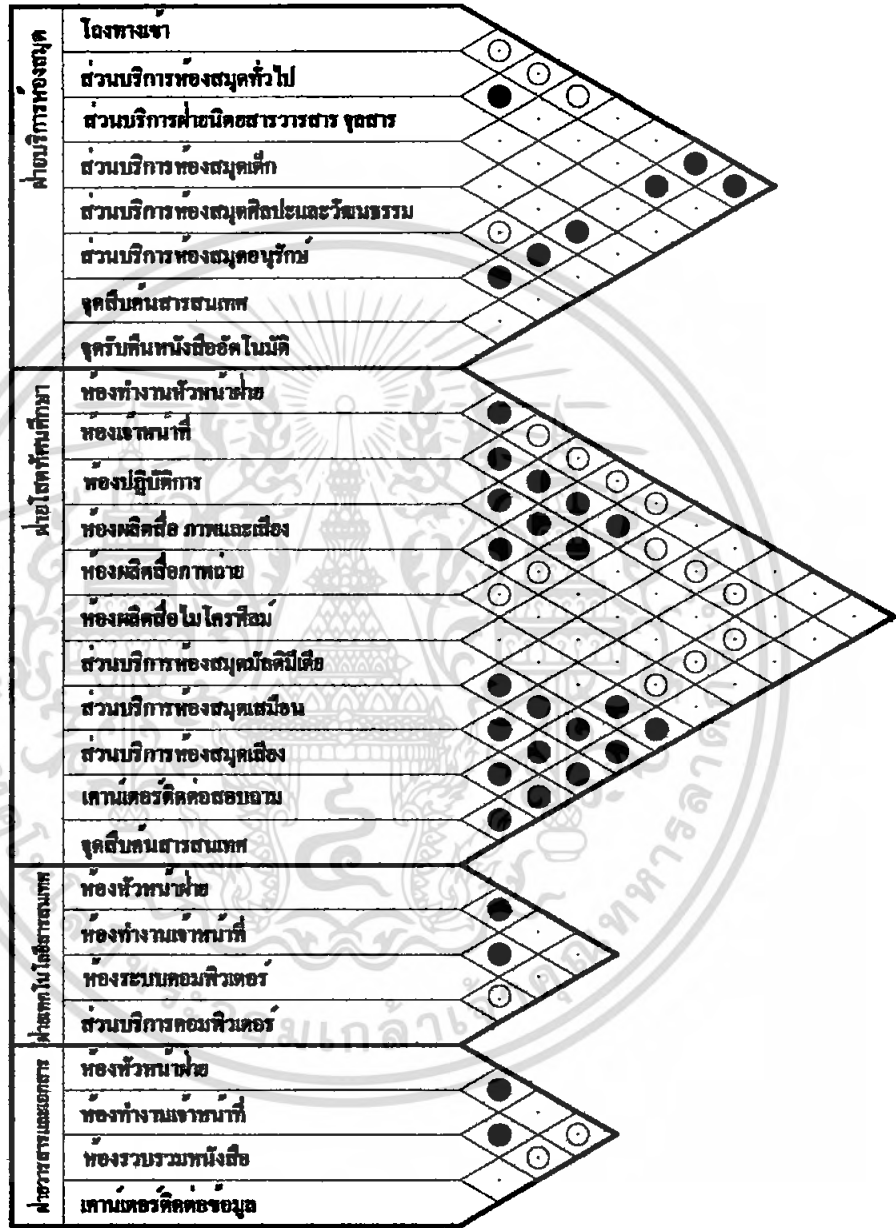 ฝ่ายบริการห้องสมุด
โถงทางเข้า
ส่วนบริการห้องสมุดทั่วไป
ส่วนบริการฝ่ายนิตยสารวารสาร จุลสาร
ส่วนบริการห้องสมุดเด็ก
ส่วนบริการห้องสมุดศิลปะและวัฒนธรรม
ส่วนบริการห้องสมุดอนุรักษ์
จุดสืบค้นสารสนเทศ
จุดรับคืนหนังสืออัตโนมัติ
ฝ่ายโสตทัศนศึกษา
ห้องทำงานหัวหน้าฝ่าย
ห้องเจ้าหน้าที่
ห้องปฏิบัติการ
ห้องผลิตสื่อ ภาพและเสียง
ห้องผลิตสื่อภาพถ่าย
ห้องผลิตสื่อไมโครฟิลม์
ส่วนบริการห้องสมุดมัลติมีเดีย
ส่วนบริการห้องสมุดเสมือน
ส่วนบริการห้องสมุดเสียง
เคาน์เตอร์ติดต่อสอบถาม
จุดสืบค้นสารสนเทศ
ฝ่ายเทคโนโลยีสารสนเทศ
ห้องหัวหน้าฝ่าย
ห้องทำงานเจ้าหน้าที่
ห้องระบบคอมพิวเตอร์
ส่วนบริการคอมพิวเตอร์
ฝ่ายวารสารและเอกสาร
ห้องหัวหน้าฝ่าย
ห้องทำงานเจ้าหน้าที่
ห้องรวบรวมหนังสือ
เคาน์เตอร์ติดต่อข้อมูล